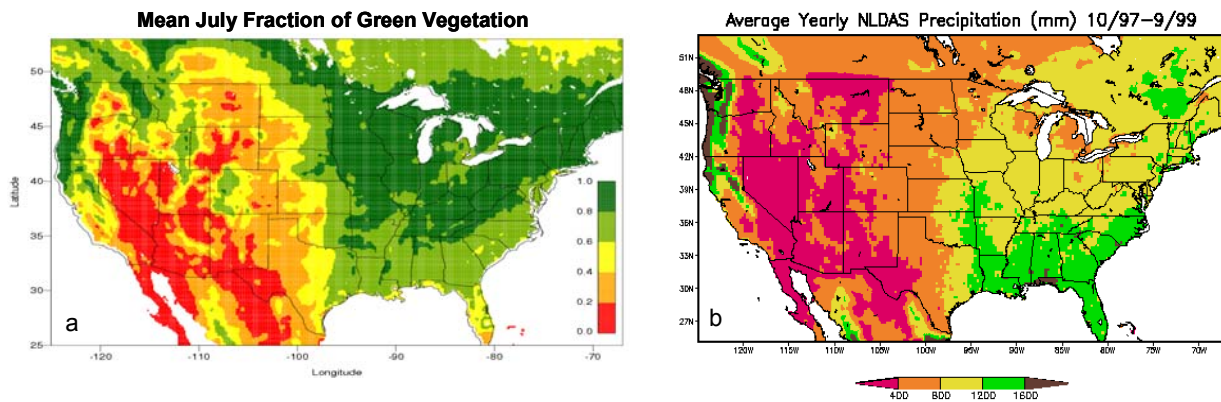 Mean July Fraction of Green Vegetation
50
45
40
35
30
25
Latitude
1.0
0.8
0.6
0.4
0.2
0.0
a
-120
-110
-100
-90
-80
-70
Longitude
Average Yearly NLDAS Precipitation (mm) 10/97-9/99
51N
48N
45N
42N
39N
36N
33N
30N
27N
b
120W
115W
110W
105W
100W
95W
90W
85W
80W
75W
70W
400
800
1200
1600